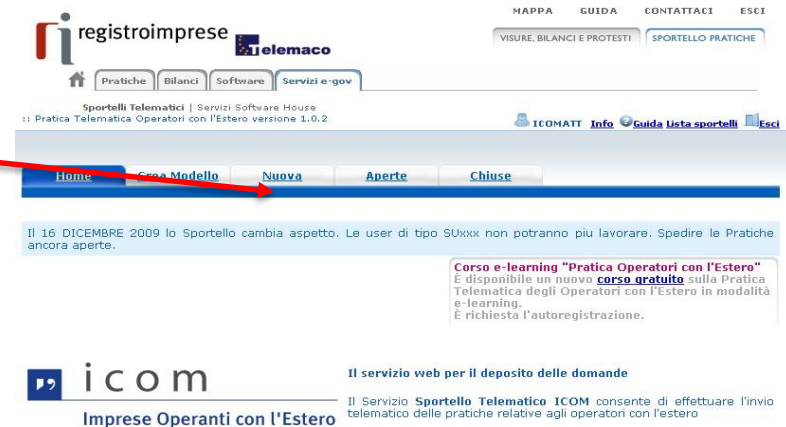 MAPPA GUIDA CONTATTACI ESCI
registroimprese Telemaco
VISURE, BILANCI E PROTESTI SPORTELLO PRATICHE
Pratiche Bilanci Software Servizi e-gov
Sportelli Telematici | Servizi Software House
:: Pratica Telematica Operatori con l'Estero versione 1.0.2
ICOMATT Info Guida Lista sportelli Esci
Home Crea Modello Nuova Aperte Chiuse
Il 16 DICEMBRE 2009 lo Sportello cambia aspetto. Le user di tipo SUxxx non potranno piu lavorare. Spedire le Pratiche
ancora aperte.
Corso e-learning "Pratica Operatori con l'Estero"
È disponibile un nuovo corso gratuito sulla Pratica
Telematica degli Operatori con l'Estero in modalità
e-learning.
È richiesta l'autoregistrazione.
icom
Imprese Operanti con l'Estero
Il servizio web per il deposito delle domande
Il Servizio Sportello Telematico ICOM consente di effettuare l'invio
telematico delle pratiche relative agli operatori con l'estero